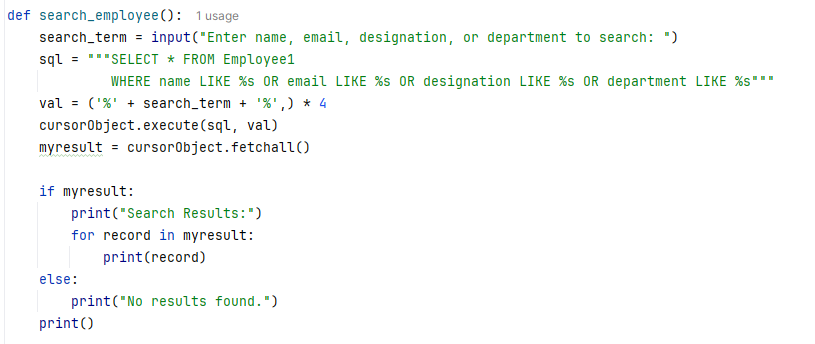 def search_employee():  1 usage
    search_term = input("Enter name, email, designation, or department to search: ")
    sql = """SELECT * FROM Employee1
             WHERE name LIKE %s OR email LIKE %s OR designation LIKE %s OR department LIKE %s"""
    val = ('%' + search_term + '%',) * 4
    cursorObject.execute(sql, val)
    myresult = cursorObject.fetchall()

    if myresult:
        print("Search Results:")
        for record in myresult:
            print(record)
    else:
        print("No results found.")
    print()